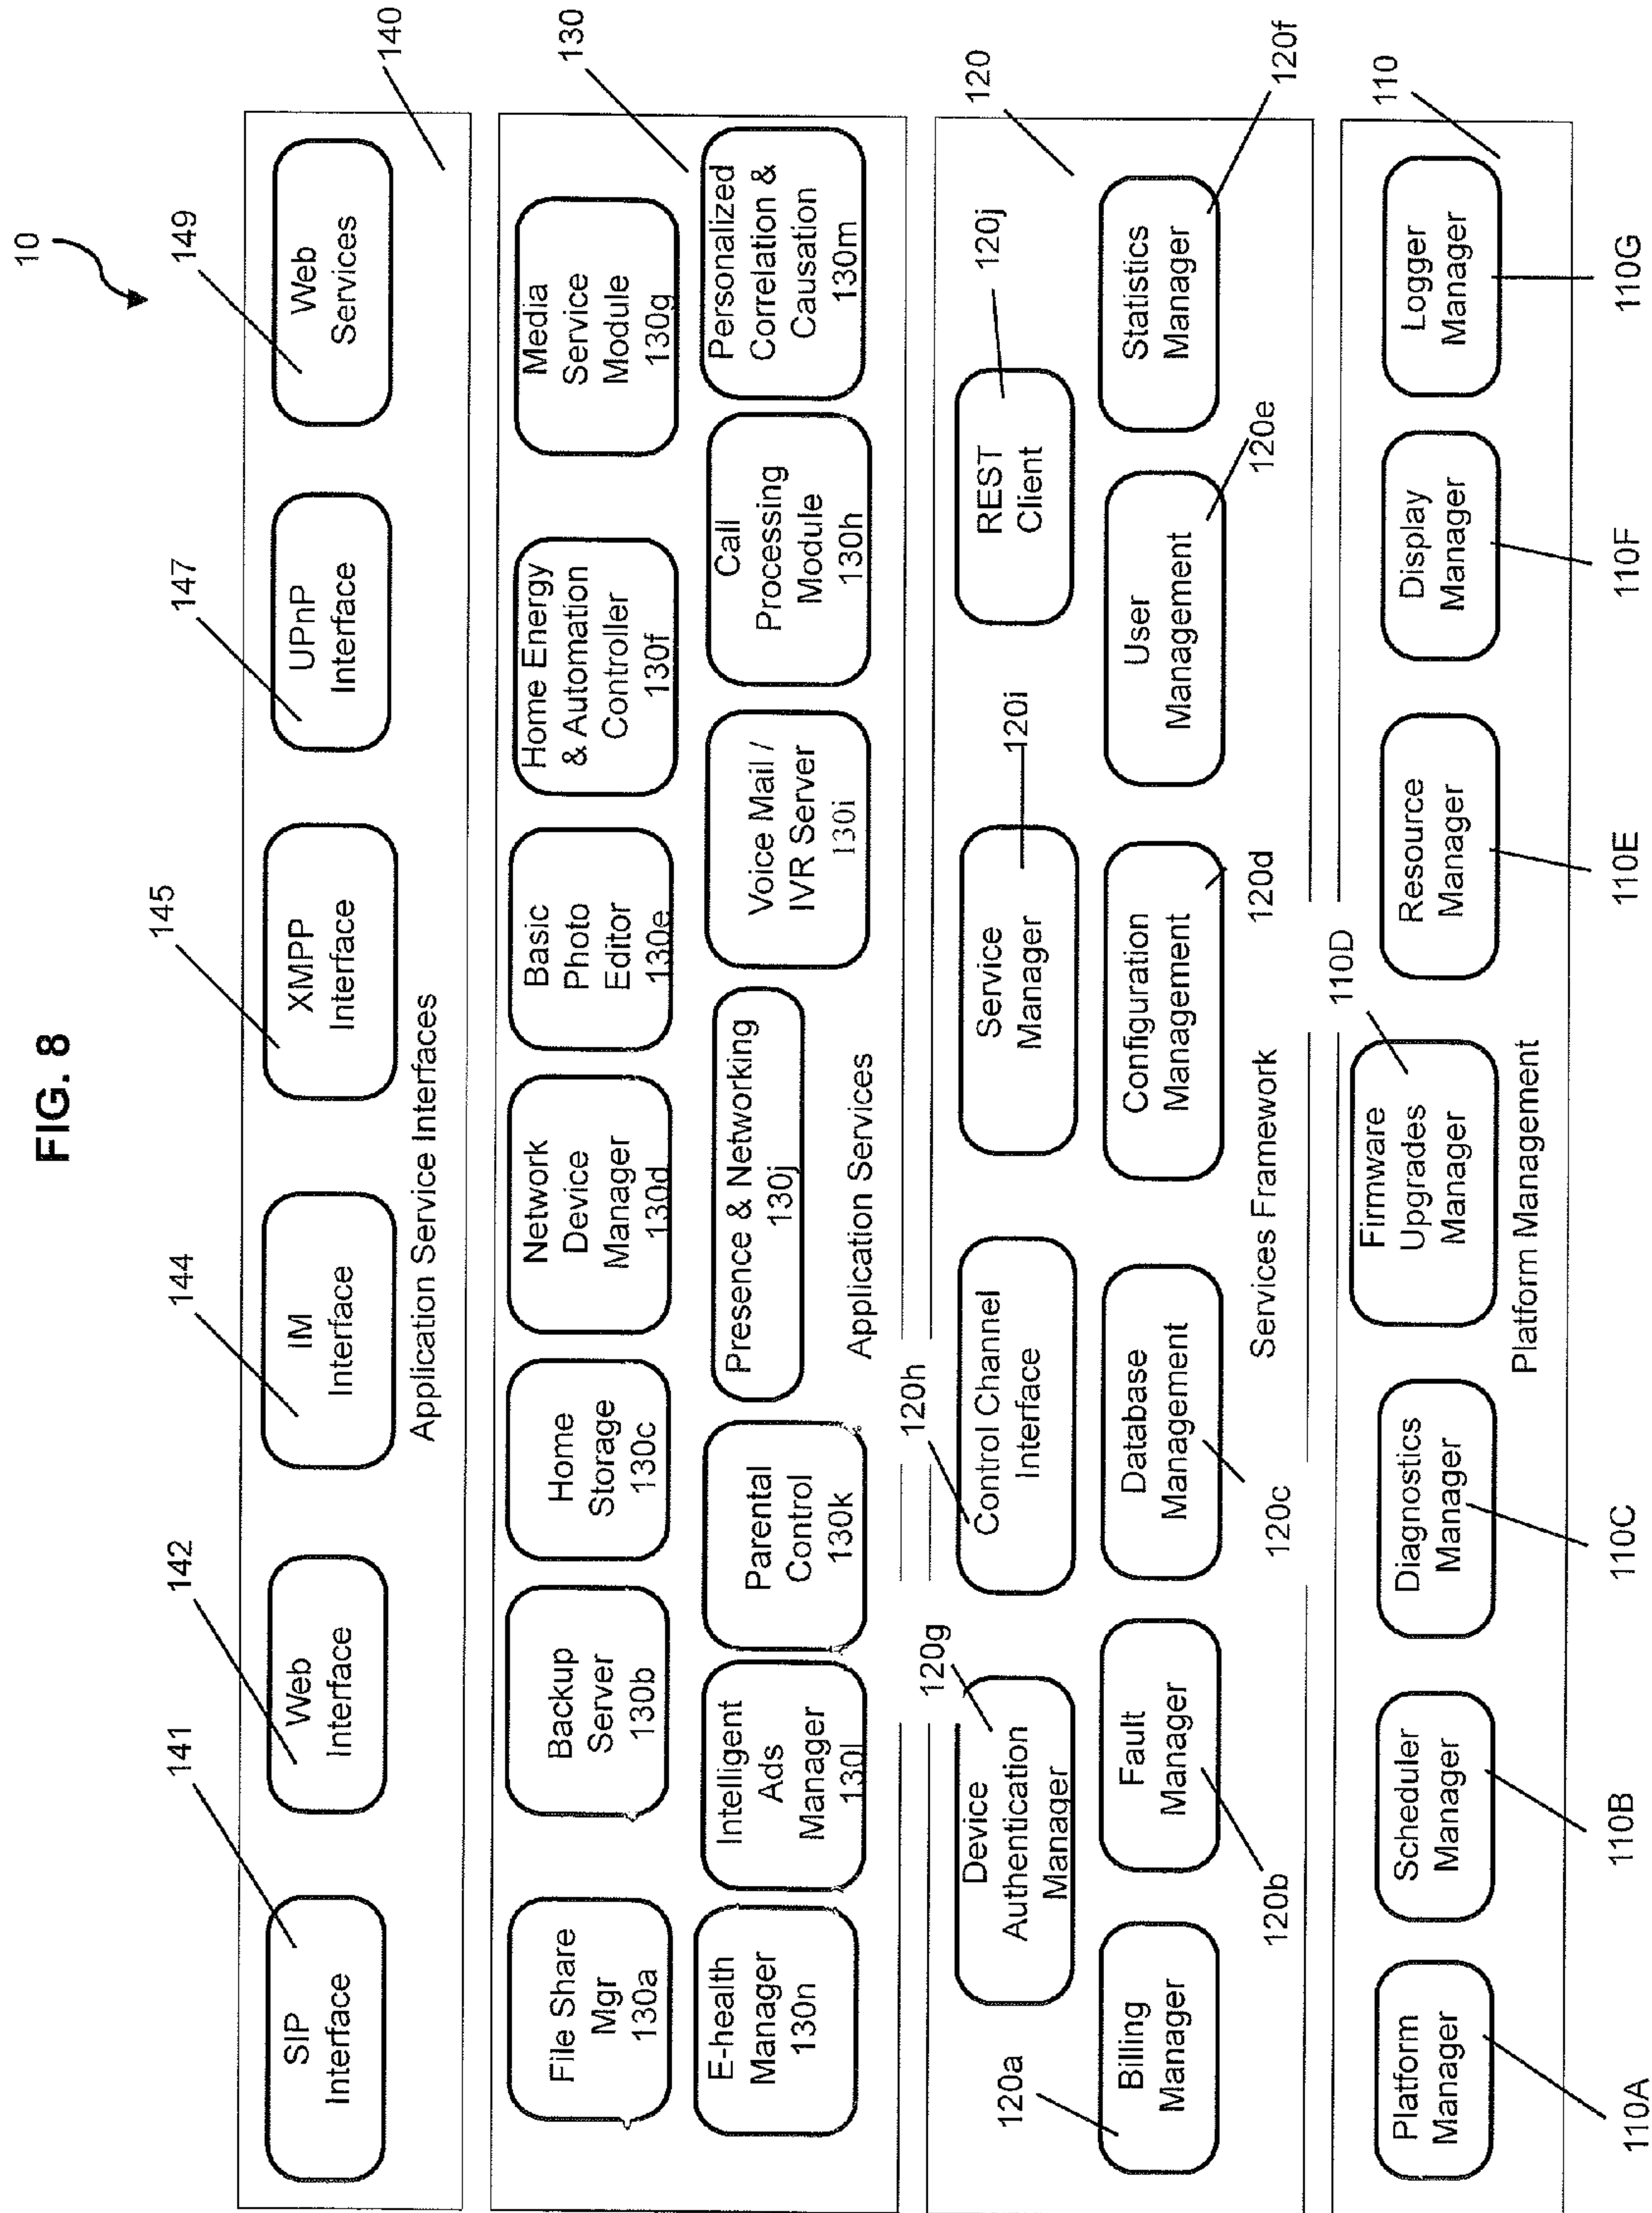 FIG. 8
10
141
142
144
145
147
149
140
SIP
Interface
Web
Interface
IM
Interface
XMPP
Interface
UPnP
Interface
Web
Services
Application Service Interfaces
130
File Share
Mgr
130a
Backup
Server
130b
Home
Storage
130c
Network
Device
Manager
130d
Basic
Photo
Editor
130e
Home Energy
& Automation
Controller
130f
Media
Service
Module
130g
E-health
Manager
130n
Intelligent
Ads
Manager
130l
Parental
Control
130k
Presence & Networking
130j
Voice Mail /
IVR Server
130i
Call
Processing
Module
130h
Personalized
Correlation &
Causation
130m
Application Services
120
120g
Device
Authentication
Manager
120h
Control Channel
Interface
120i
Service
Manager
120j
REST
Client
120a
Billing
Manager
120b
Fault
Manager
120c
Database
Management
120d
Configuration
Management
120e
User
Management
120f
Statistics
Manager
Services Framework
110
Platform
Manager
Scheduler
Manager
Diagnostics
Manager
110D
Firmware
Upgrades
Manager
Resource
Manager
Display
Manager
Logger
Manager
Platform Management
110A
110B
110C
110E
110F
110G